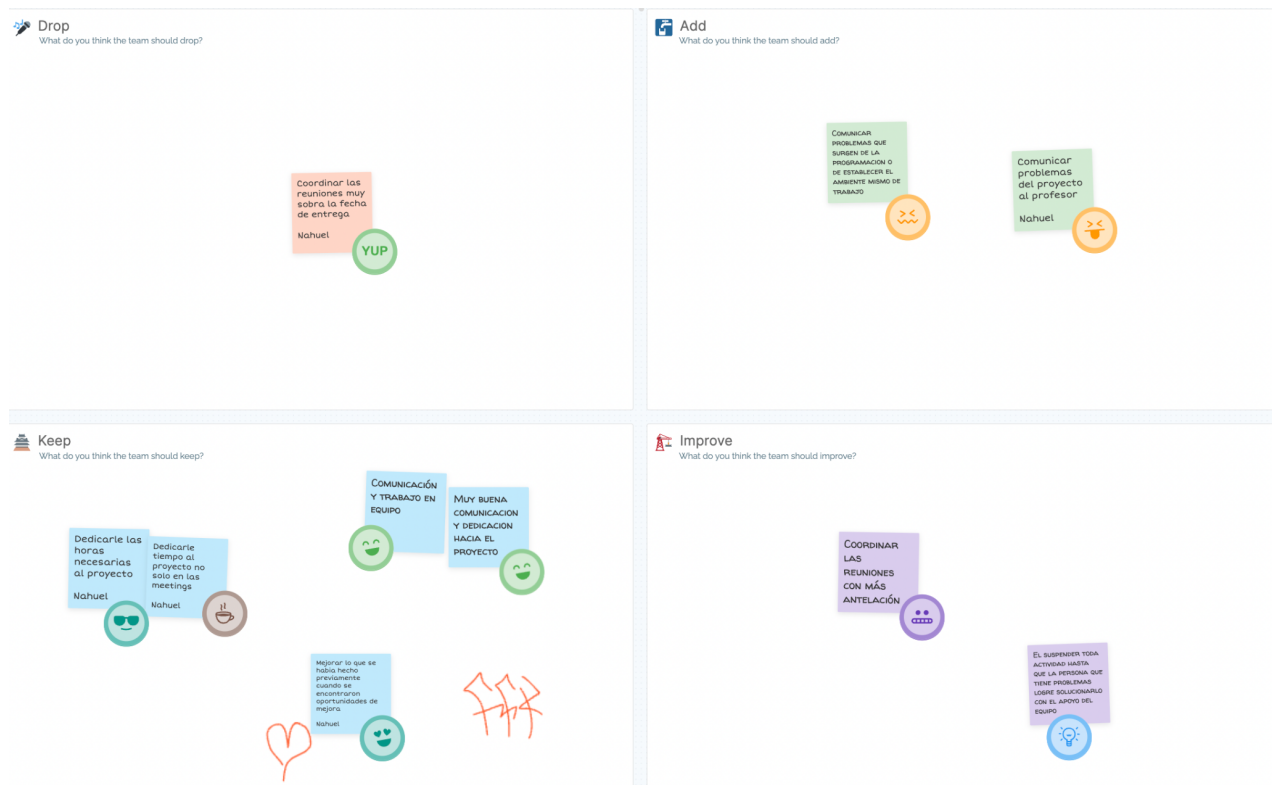 Drop
What do you think the team should drop?
Coordinar las
reuniones muy
sobra la fecha
de entrega
Nahuel
YUP
Add
What do you think the team should add?
COMUNICAR
PROBLEMAS QUE
SURGEN DE LA
PROGRAMACION O
DE ESTABLECER EL
AMBIENTE MISMO DE
TRABAJO
Comunicar
problemas
del proyecto
al profesor
Nahuel
Keep
What do you think the team should keep?
Dedicarle las
horas
necesarias
al proyecto
Nahuel
Dedicarle
tiempo al
proyecto no
solo en las
meetings
Nahuel
COMUNICACIÓN
Y TRABAJO EN
EQUIPO
MUY BUENA
COMUNICACION
Y DEDICACION
HACIA EL
PROYECTO
Mejorar lo que se
habia hecho
previamente
cuando se
encontraron
oportunidades de
mejora
Nahuel
Improve
What do you think the team should improve?
COORDINAR
LAS
REUNIONES
CON MÁS
ANTELACIÓN
EL SUSPENDER TODA
ACTIVIDAD HASTA
QUE LA PERSONA QUE
TIENE PROBLEMAS
LOGRE SOLUCIONARLO
CON EL APOYO DEL
EQUIPO